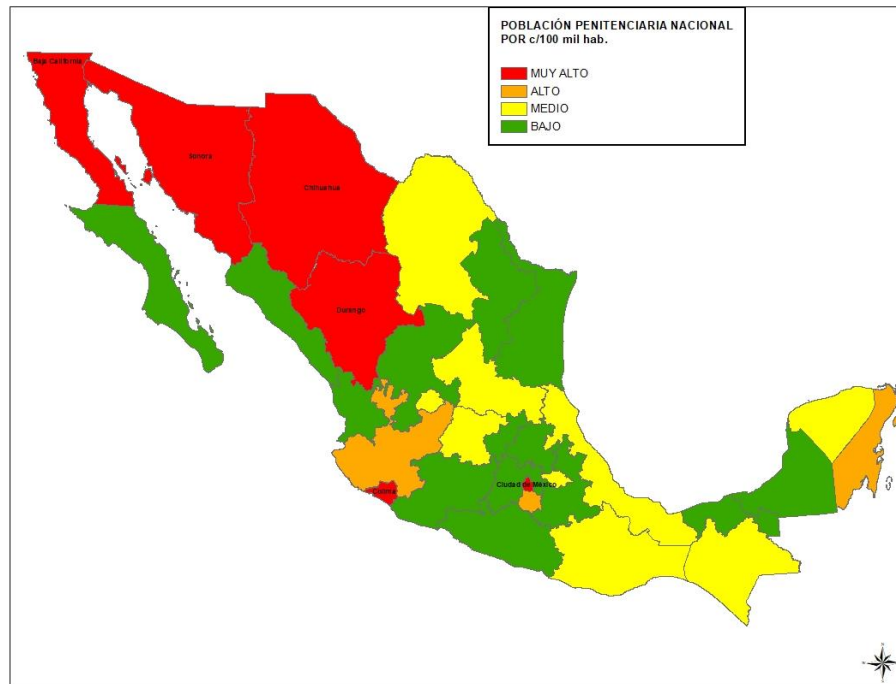 POBLACIÓN PENITENCIARIA NACIONAL
POR c/100 mil hab.
MUY ALTO
ALTO
MEDIO
BAJO
Baja California
Sonora
Chihuahua
Durango
Colima
Ciudad de México